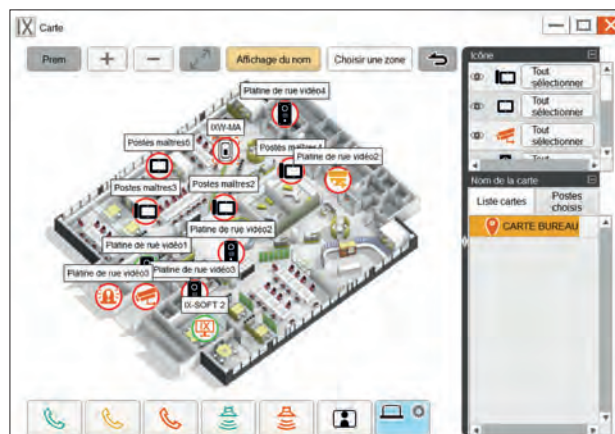 IX Carte
Prem
Affichage du nom
Choisir une zone
Icône
Tout
sélectionner
Tout
sélectionner
Tout
sélectionner
Tout
Platine de rue vidéo4
IXW-MA
Postes maîtres5
Postes maîtres4
Platine de rue vidéo2
Postes maîtres3
Postes maîtres2
Platine de rue vidéo2
Platine de rue vidéo1
Platine de rue vidéo3
Platine de rue vidéo3
IX-SOFT 2
IX
Nom de la carte
Liste cartes
Postes
choisis
CARTE BUREAU